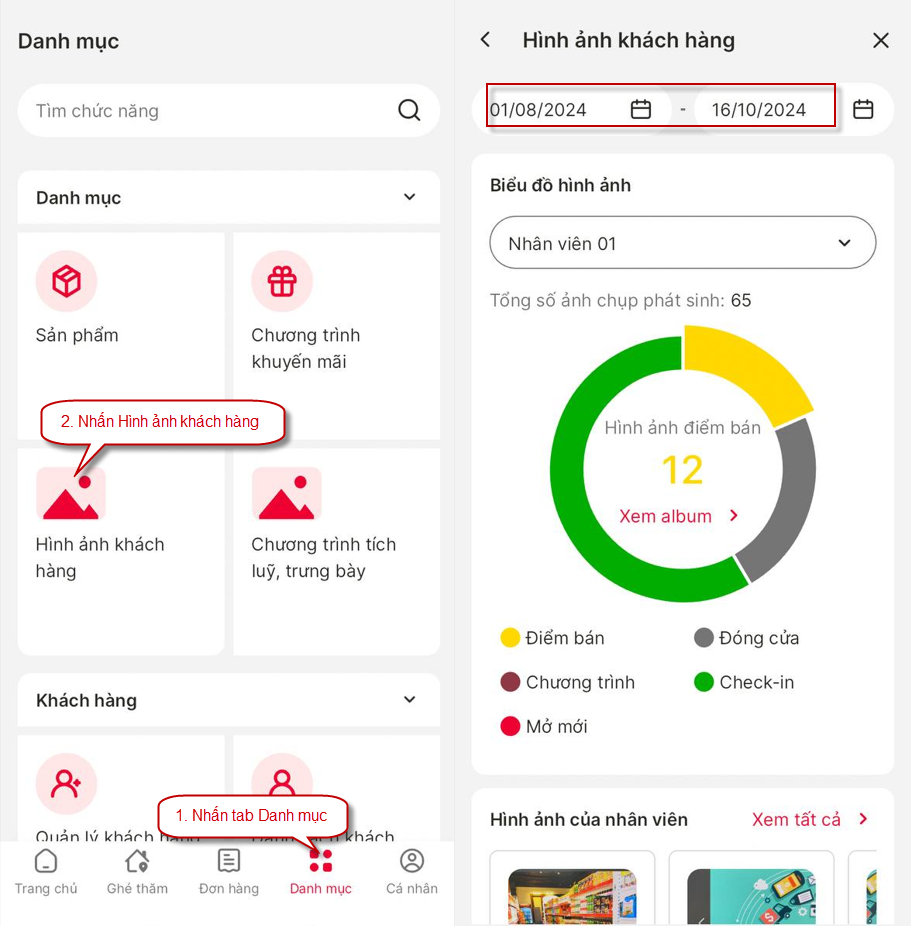 Danh mục
Tìm chức năng
Danh mục
Sản phẩm
Chương trình
khuyến mãi
2. Nhấn Hình ảnh khách hàng
Hình ảnh khách
hàng
Chương trình tích
luỹ, trưng bày
Khách hàng
1. Nhấn tab Danh mục
Quản lý khách hàng
khách
Trang chủ
Ghé thăm
Đơn hàng
Danh mục
Cá nhân
Hình ảnh khách hàng
01/08/2024 - 16/10/2024
Biểu đồ hình ảnh
Nhân viên 01
Tổng số ảnh chụp phát sinh: 65
Hình ảnh điểm bán
12
Xem album
Điểm bán
Đóng cửa
Chương trình
Check-in
Mở mới
Hình ảnh của nhân viên
Xem tất cả